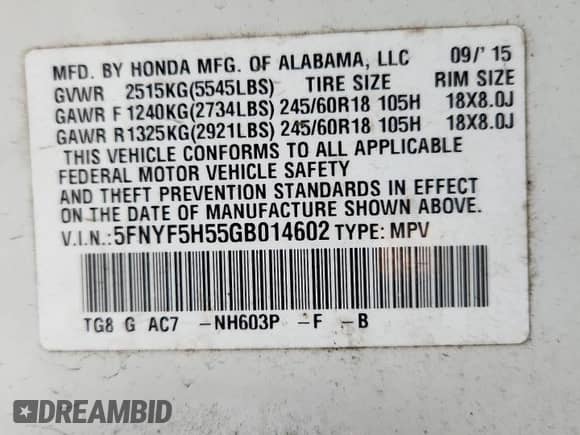 MFD. BY HONDA MFG. OF ALABAMA, LLC 09/' 15
GVWR 2515KG(5545LBS) TIRE SIZE RIM SIZE
GAWR F 1240KG(2734LBS) 245/60R18 105H 18X8.0J
GAWR R1325KG(2921LBS) 245/60R18 105H 18X8.0J
THIS VEHICLE CONFORMS TO ALL APPLICABLE
FEDERAL MOTOR VEHICLE SAFETY
AND THEFT PREVENTION STANDARDS IN EFFECT
ON THE DATE OF MANUFACTURE SHOWN ABOVE.
V.I.N.:5FNYF5H55GB014602 TYPE: MPV
TG8 G AC7 -NH603P -F -B
DREAMBID